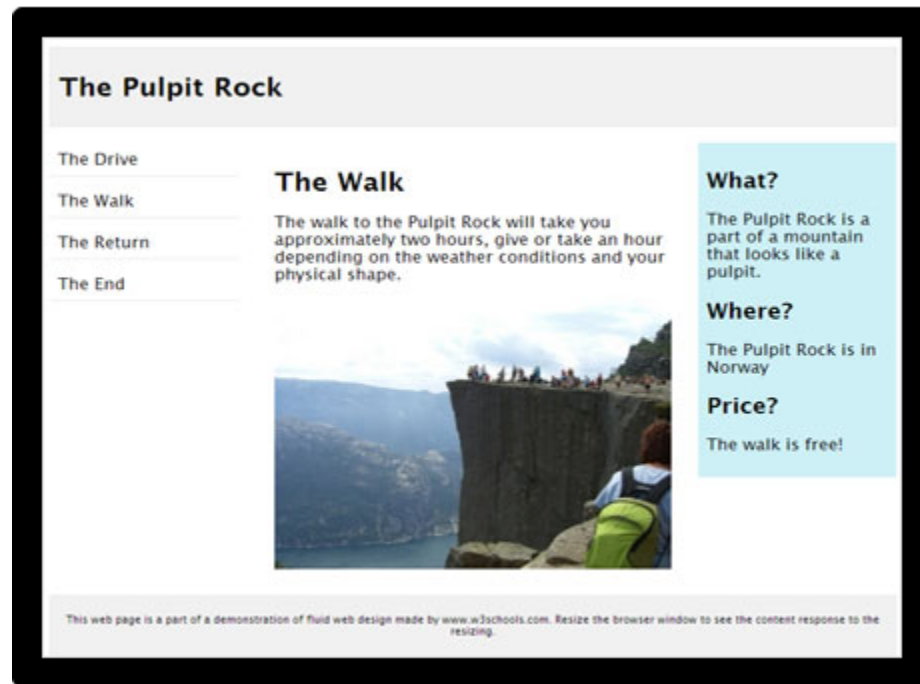 The Pulpit Rock
The Drive
The Walk
The Return
The End
The Walk
The walk to the Pulpit Rock will take you
approximately two hours, give or take an hour
depending on the weather conditions and your
physical shape.
What?
The Pulpit Rock is a
part of a mountain
that looks like a
pulpit.
Where?
The Pulpit Rock is in
Norway
Price?
The walk is free!
This web page is a part of a demonstration of fluid web design made by www.w3schools.com. Resize the browser window to see the content response to the
resizing.